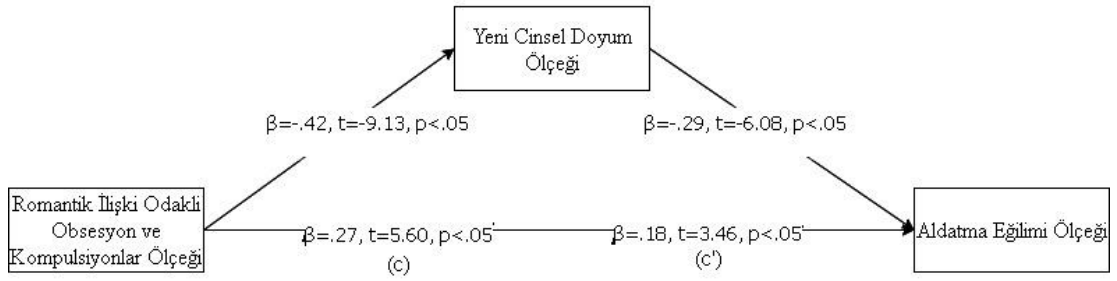 Yeni Cinsel Doyum
Ölçeği
β=-.42, t=-9.13, p<.05
β=-.29, t=-6.08, p<.05
Romantik İlişki Odakli
Obsesyon ve
Kompulsiyonlar Ölçeği
β=.27, t=5.60, p<.05
(c)
β=.18, t=3.46, p<.05
(c')
Aldatma Eğilimi Ölçeği